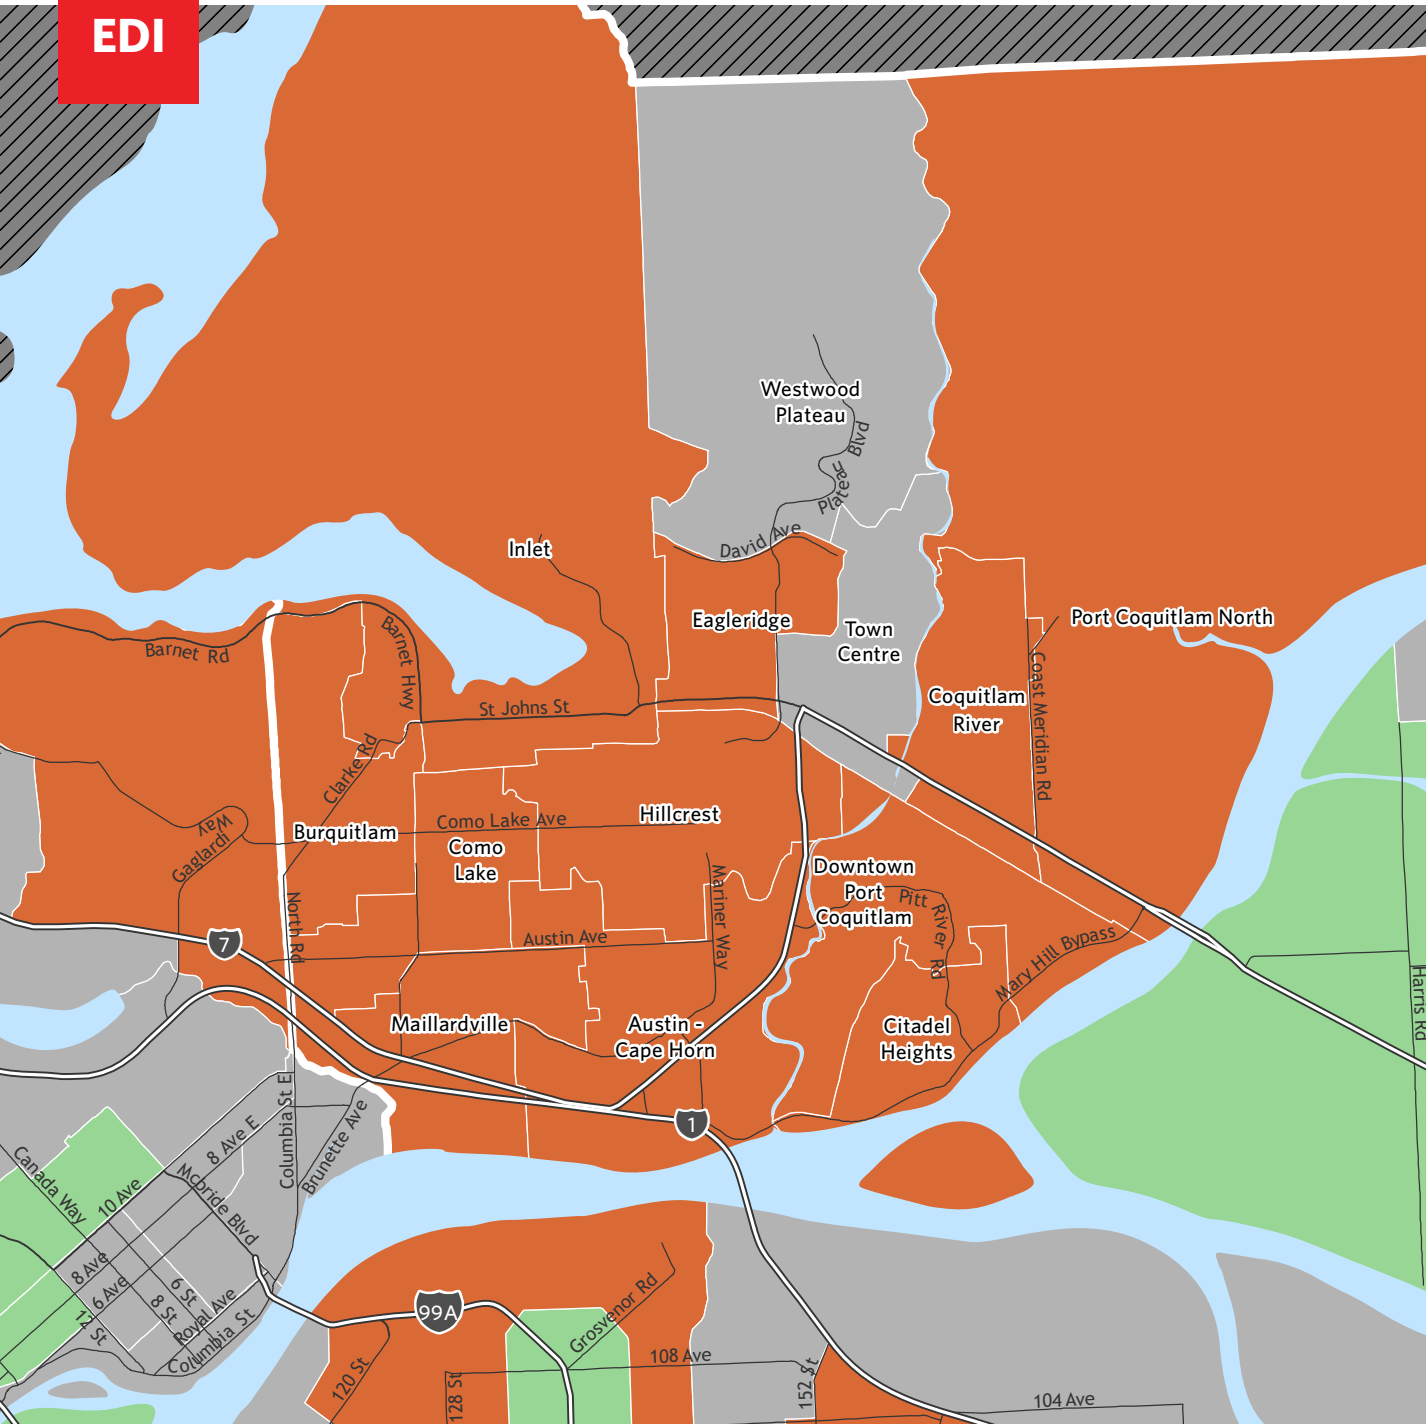 EDI
Westwood
Plateau
Plateau Blvd
David Ave
Inlet
Eagleridge
Town
Centre
Port Coquitlam North
Coquitlam
River
Coast Meridian Rd
Barnet Rd
Barnet Hwy
St Johns St
Clarke Rd
Gaglardi Way
Burquitlam
Como Lake Ave
Como
Lake
Hillcrest
Mariner Way
Downtown
Port
Coquitlam
Pitt River Rd
North Rd
Austin Ave
7
Mary Hill Bypass
Harris Rd
Maillardville
Austin -
Cape Horn
Citadel
Heights
1
Columbia St E
Brunette Ave
8 Ave E
Mcbride Blvd
Canada Way
10 Ave
8 Ave
6 Ave
12 St
8 St
6 St
Royal Ave
Columbia St
99A
Grosvenor Rd
120 St
128 St
108 Ave
152 St
104 Ave